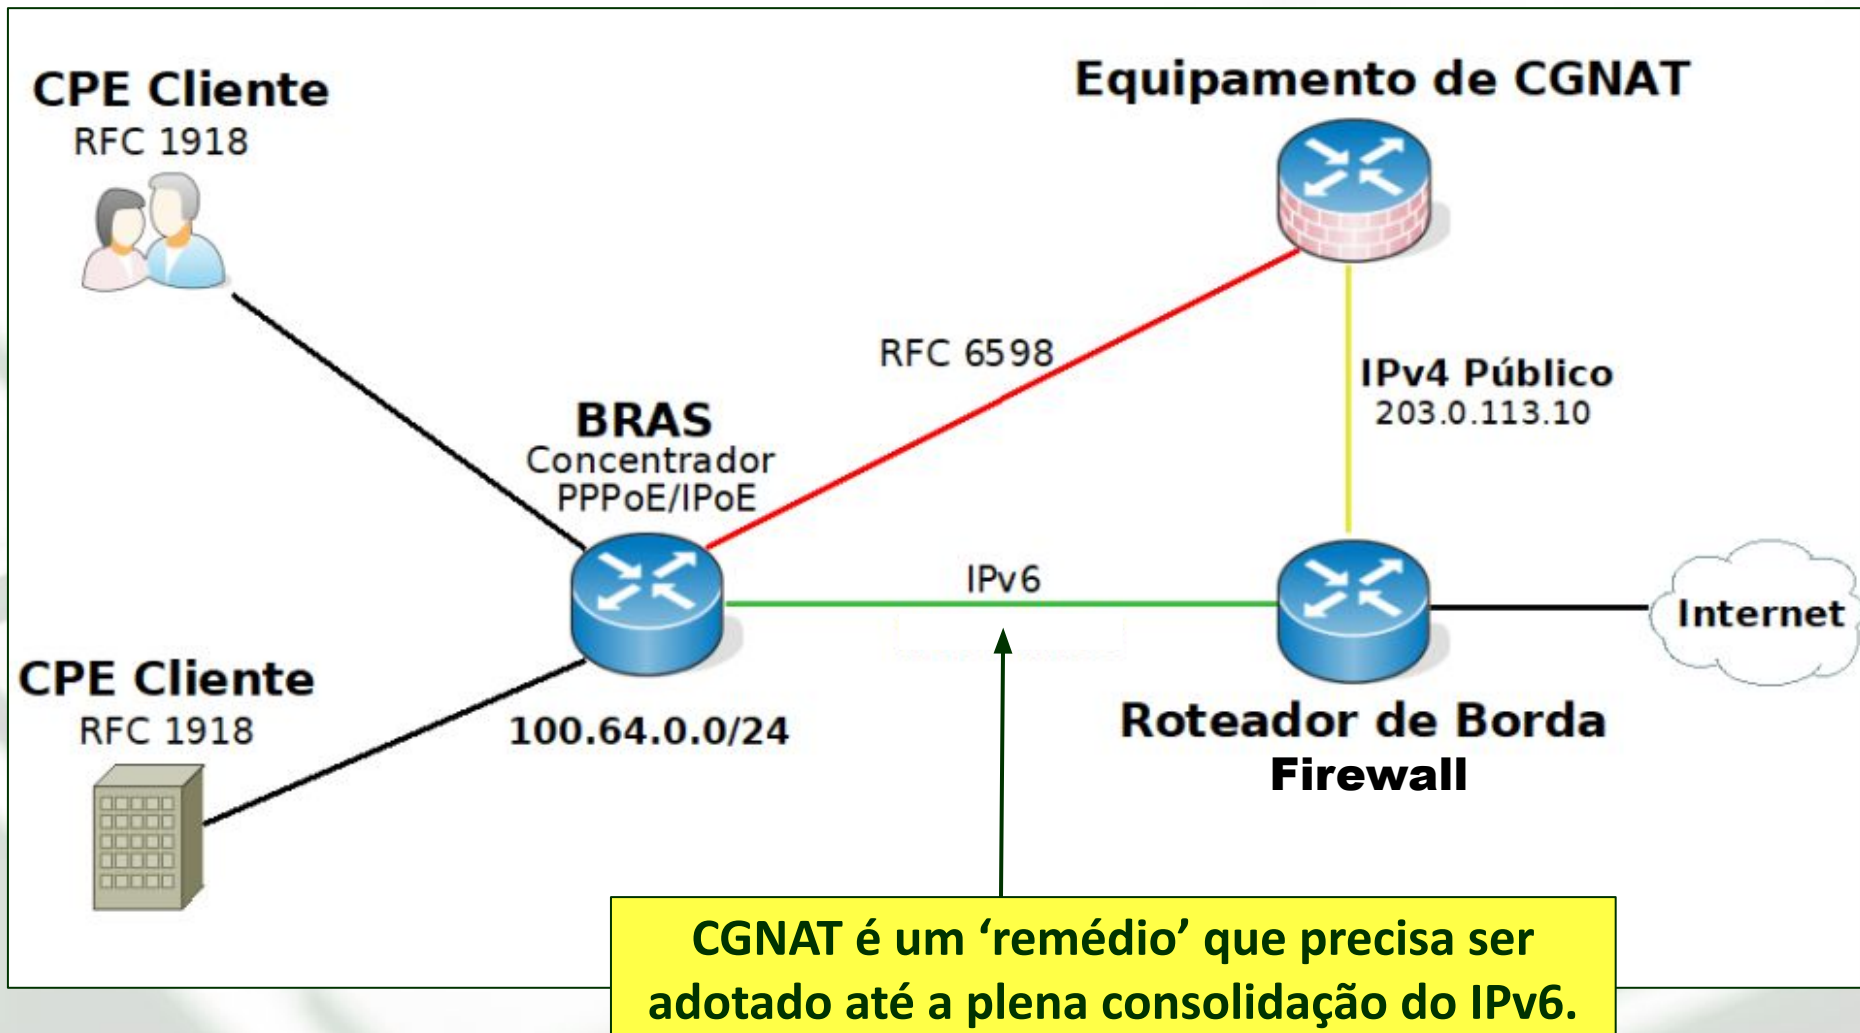 CPE Cliente
RFC 1918
Equipamento de CGNAT
RFC 6598
IPv4 Público
203.0.113.10
BRAS
Concentrador
PPPoE/IPoE
IPv6
Internet
CPE Cliente
RFC 1918
100.64.0.0/24
Roteador de Borda
Firewall
CGNAT é um ‘remédio’ que precisa ser
adotado até a plena consolidação do IPv6.